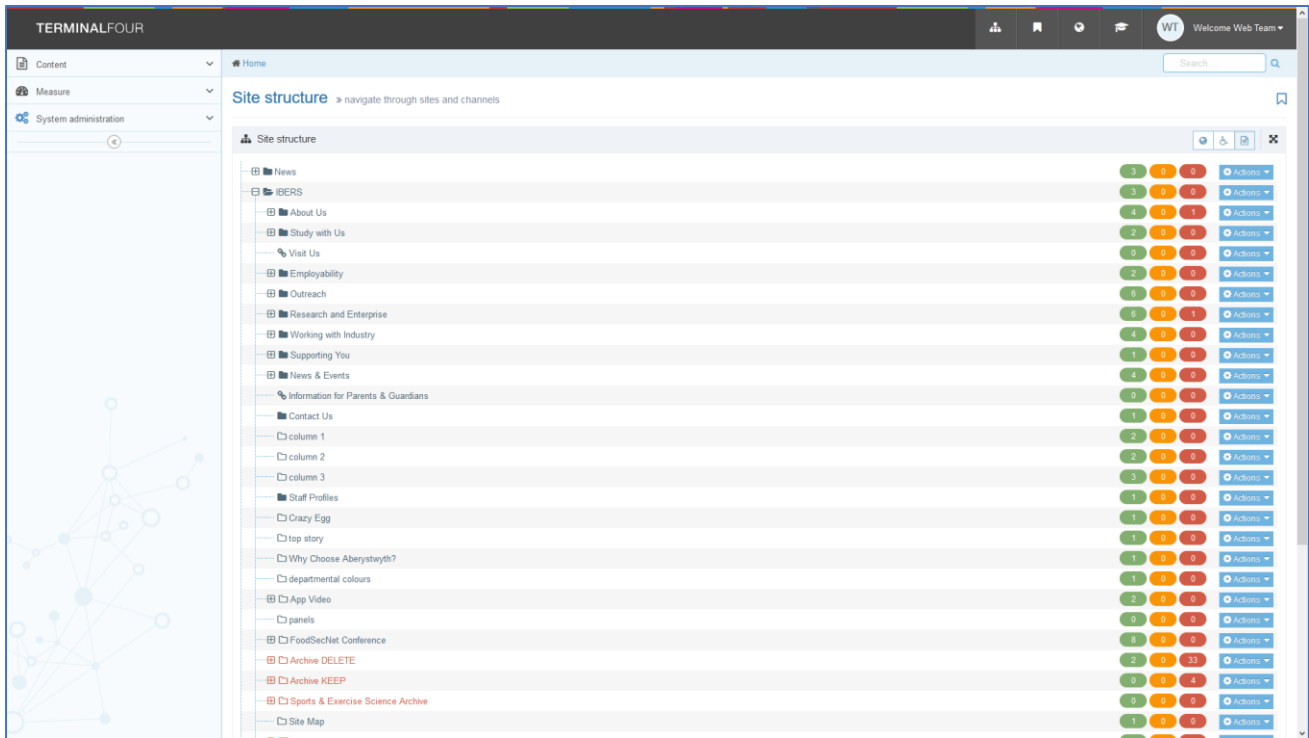 TERMINALFOUR
WT Welcome Web Team
Content
Home
Search ...
Measure
Site structure » navigate through sites and channels
System administration
Site structure
News 3 0 0 Actions
IBERS 3 0 0 Actions
About Us 4 0 1 Actions
Study with Us 2 0 0 Actions
Visit Us 0 0 0 Actions
Employability 2 0 0 Actions
Outreach 6 0 0 Actions
Research and Enterprise 6 0 1 Actions
Working with Industry 4 0 0 Actions
Supporting You 1 0 0 Actions
News & Events 4 0 0 Actions
Information for Parents & Guardians 0 0 0 Actions
Contact Us 1 0 0 Actions
column 1 2 0 0 Actions
column 2 2 0 0 Actions
column 3 3 0 0 Actions
Staff Profiles 1 0 0 Actions
Crazy Egg 1 0 0 Actions
top story 1 0 0 Actions
Why Choose Aberystwyth? 1 0 0 Actions
departmental colours 1 0 0 Actions
App Video 2 0 0 Actions
panels 0 0 0 Actions
FoodSecNet Conference 8 0 0 Actions
Archive DELETE 2 0 33 Actions
Archive KEEP 0 0 4 Actions
Sports & Exercise Science Archive 0 0 0 Actions
Site Map 1 0 0 Actions